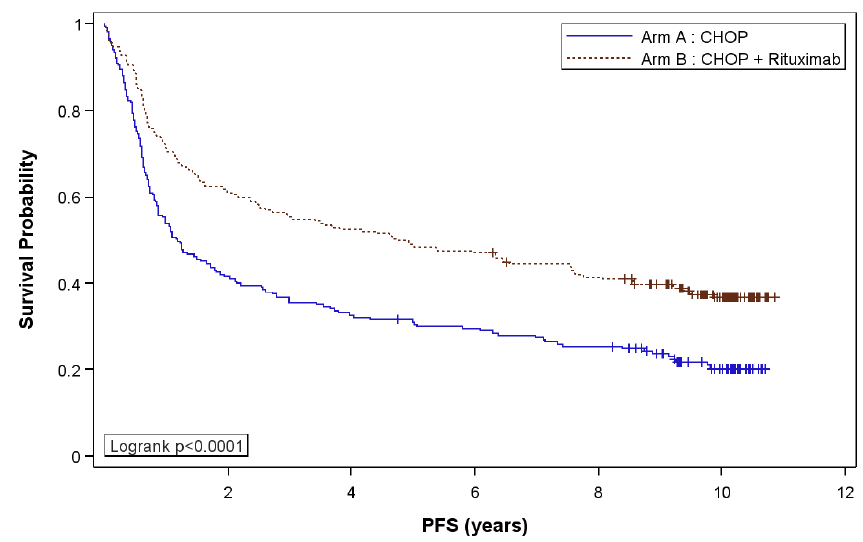 Arm A : CHOP
Arm B : CHOP + Rituximab
Survival Probability
1
0.8
0.6
0.4
0.2
0
Logrank p<0.0001
2 4 6 8 10 12
PFS (years)